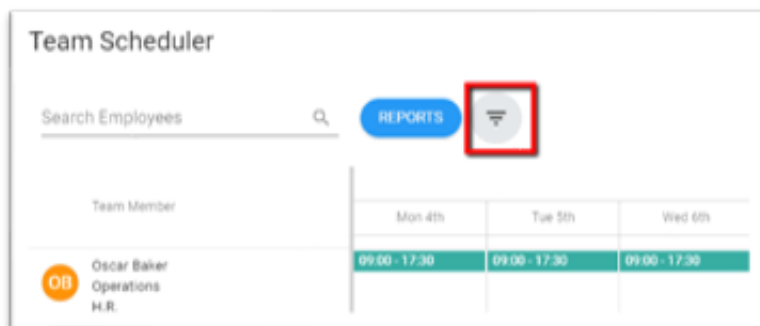 Team Scheduler
Search Employees
REPORTS
Team Member
Mon 4th
Tue 5th
Wed 6th
OB
Oscar Baker
Operations
H.R.
09:00 - 17:30
09:00 - 17:30
09:00 - 17:30